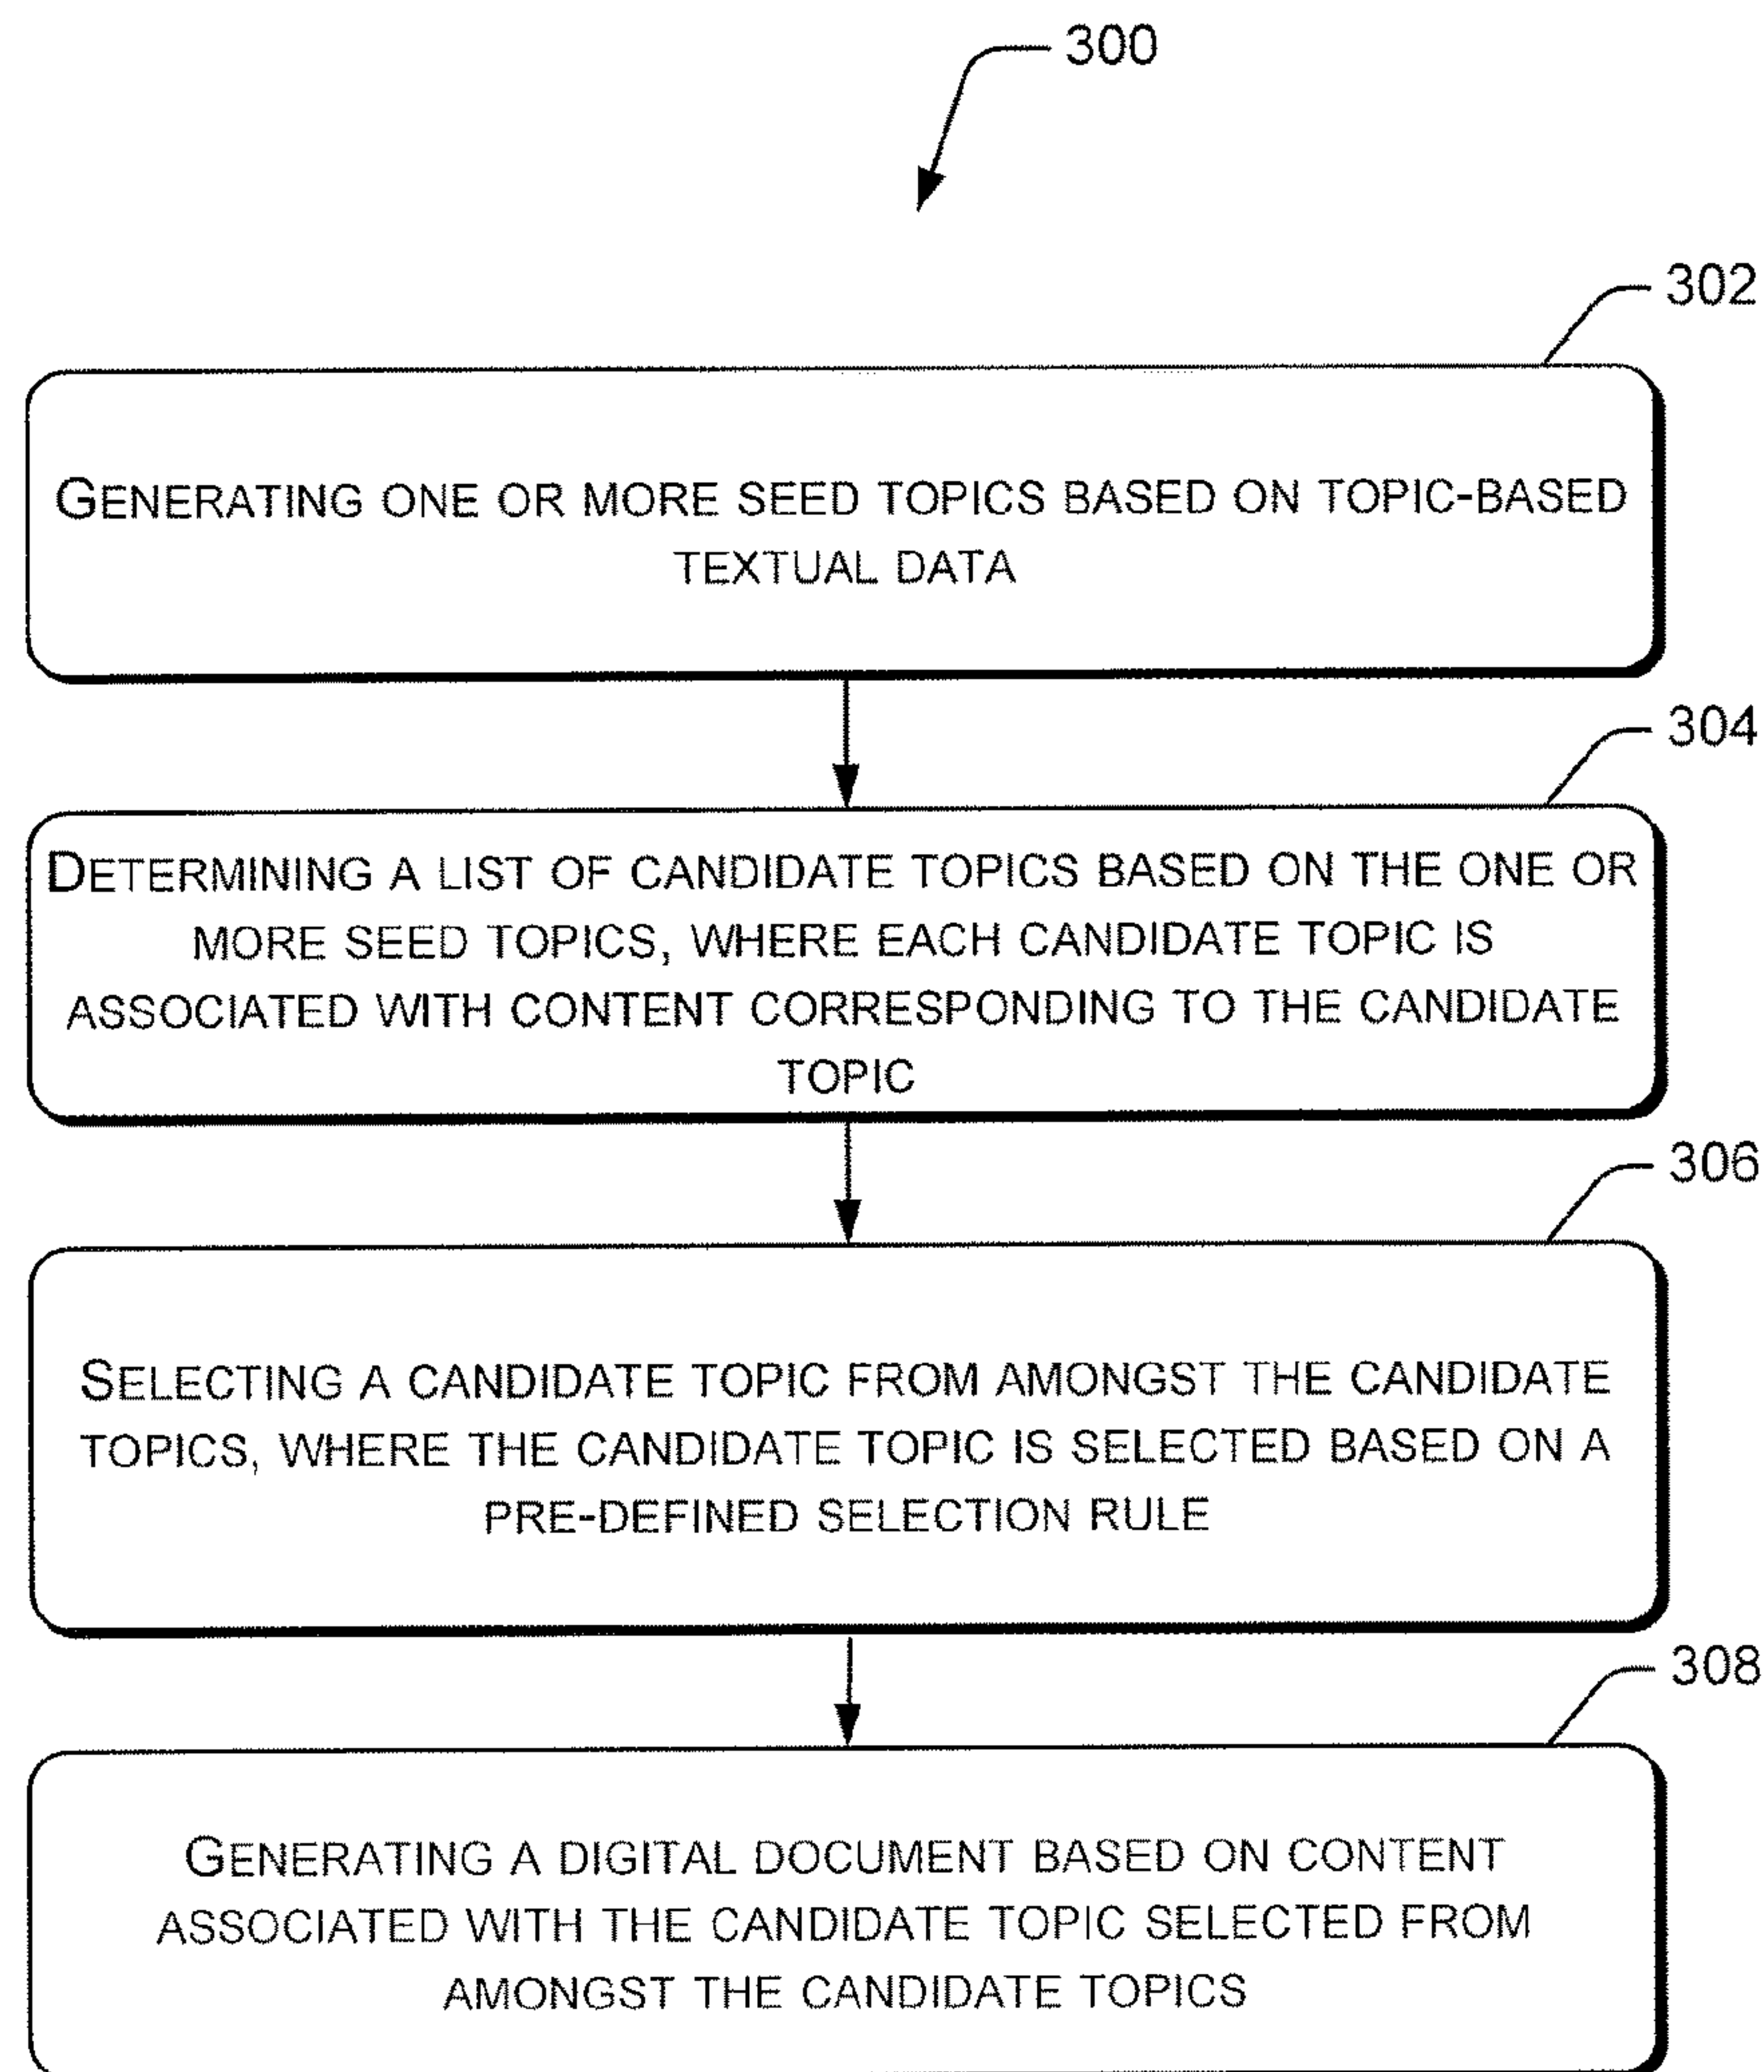 300
302
GENERATING ONE OR MORE SEED TOPICS BASED ON TOPIC-BASED
TEXTUAL DATA
304
DETERMINING A LIST OF CANDIDATE TOPICS BASED ON THE ONE OR
MORE SEED TOPICS, WHERE EACH CANDIDATE TOPIC IS
ASSOCIATED WITH CONTENT CORRESPONDING TO THE CANDIDATE
TOPIC
306
SELECTING A CANDIDATE TOPIC FROM AMONGST THE CANDIDATE
TOPICS, WHERE THE CANDIDATE TOPIC IS SELECTED BASED ON A
PRE-DEFINED SELECTION RULE
308
GENERATING A DIGITAL DOCUMENT BASED ON CONTENT
ASSOCIATED WITH THE CANDIDATE TOPIC SELECTED FROM
AMONGST THE CANDIDATE TOPICS